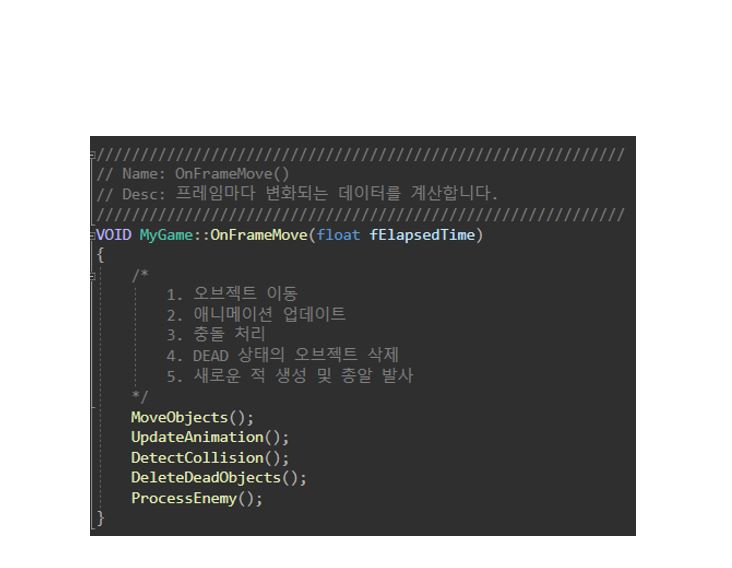 ////////////////////////////////////////////////////////////
// Name: OnFrameMove()
// Desc: 프레임마다 변화되는 데이터를 계산합니다.
////////////////////////////////////////////////////////////
VOID MyGame::OnFrameMove(float fElapsedTime)
{
/*
1. 오브젝트 이동
2. 애니메이션 업데이트
3. 충돌 처리
4. DEAD 상태의 오브젝트 삭제
5. 새로운 적 생성 및 총알 발사
*/
MoveObjects();
UpdateAnimation();
DetectCollision();
DeleteDeadObjects();
ProcessEnemy();
}